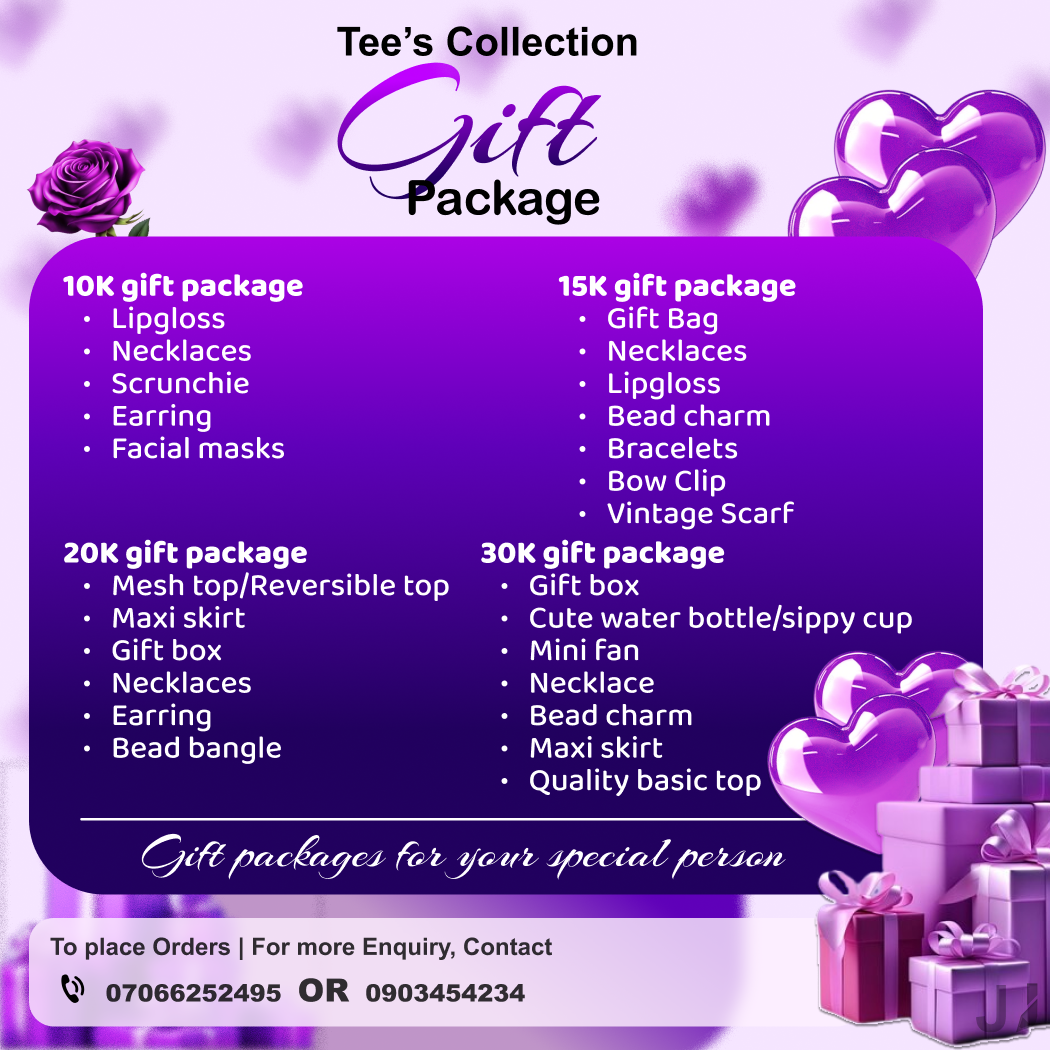 Tee’s Collection
Gift
Package
10K gift package
• Lipgloss
• Necklaces
• Scrunchie
• Earring
• Facial masks
15K gift package
• Gift Bag
• Necklaces
• Lipgloss
• Bead charm
• Bracelets
• Bow Clip
• Vintage Scarf
20K gift package
• Mesh top/Reversible top
• Maxi skirt
• Gift box
• Necklaces
• Earring
• Bead bangle
30K gift package
• Gift box
• Cute water bottle/sippy cup
• Mini fan
• Necklace
• Bead charm
• Maxi skirt
• Quality basic top
Gift packages for your special person
To place Orders | For more Enquiry, Contact
07066252495 OR 0903454234